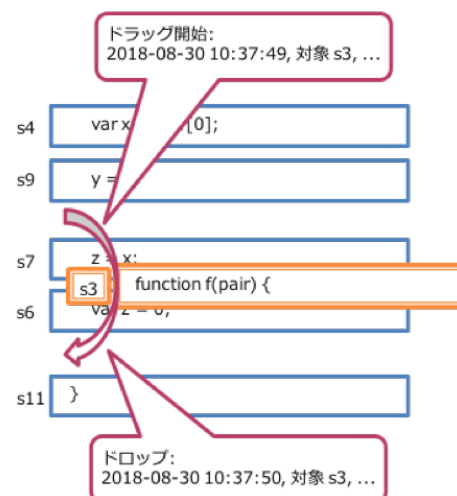 ドラッグ開始:
2018-08-30 10:37:49, 対象 s3, ...
s4 var x [0];
s9 y =
s7 z = x;
s3 function f(pair) {
s6 var z = 0;
s11 }
ドロップ:
2018-08-30 10:37:50, 対象 s3, ...